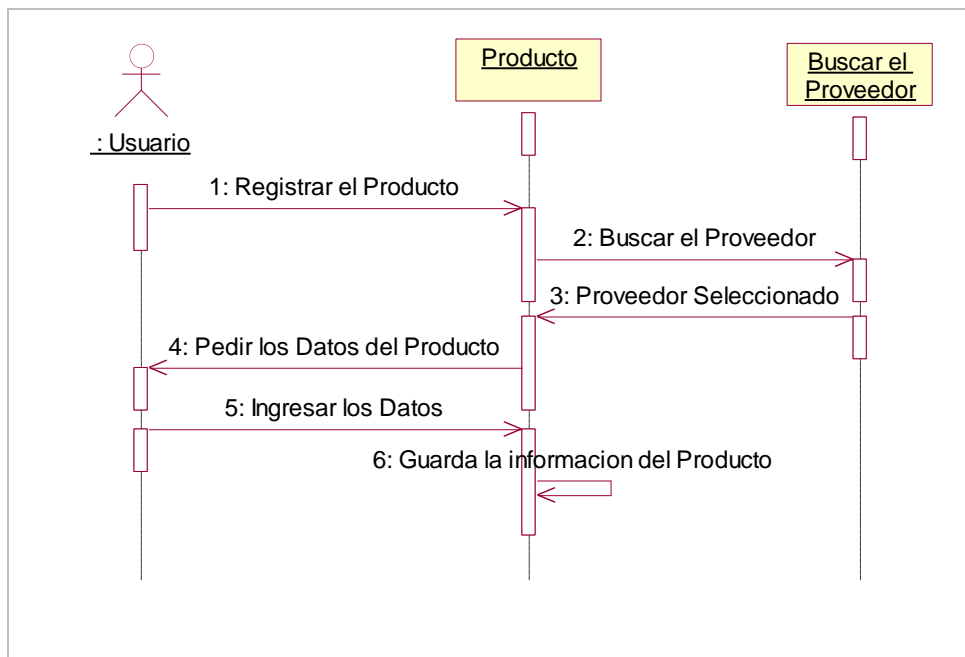 Producto
Buscar el
Proveedor
: Usuario
1: Registrar el Producto
2: Buscar el Proveedor
3: Proveedor Seleccionado
4: Pedir los Datos del Producto
5: Ingresar los Datos
6: Guarda la informacion del Producto